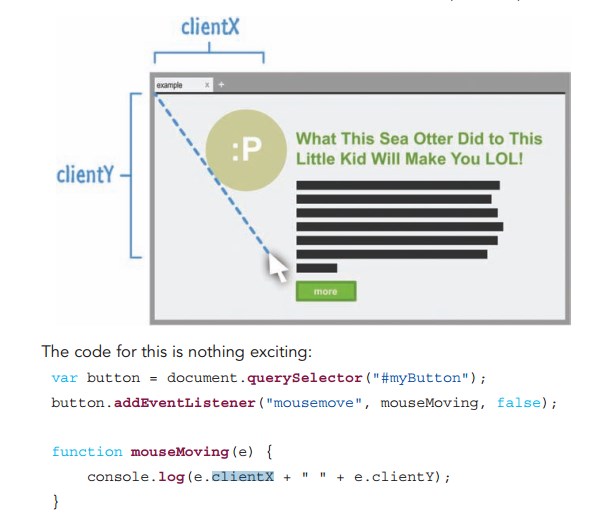 clientX
example x +
clientY
:P
What This Sea Otter Did to This
Little Kid Will Make You LOL!
more
The code for this is nothing exciting:
var button = document.querySelector("#myButton");
button.addEventListener("mousemove", mouseMoving, false);
function mouseMoving(e) {
    console.log(e.clientX + " " + e.clientY);
}